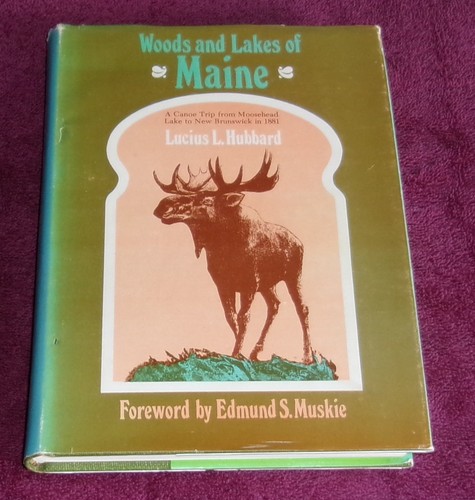 Woods and Lakes of
Maine
A Canoe Trip from Moosehead
Lake to New Brunswick in 1881
Lucius L. Hubbard
Foreword by Edmund S. Muskie